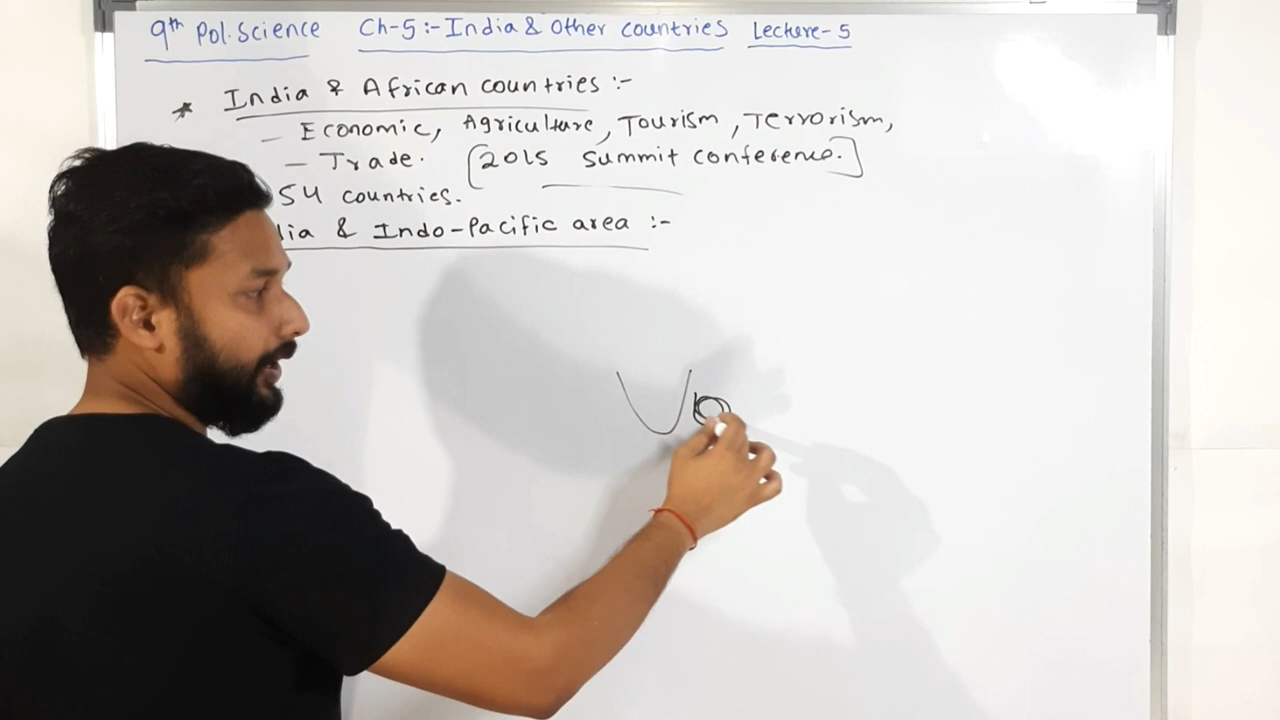 9th Pol. Science Ch-5:- India & Other countries Lecture-5
* India & African countries :-
- Economic, Agriculture, Tourism, Terrorism,
- Trade. [2015 Summit conference.]
54 countries.
dia & Indo-Pacific area :-